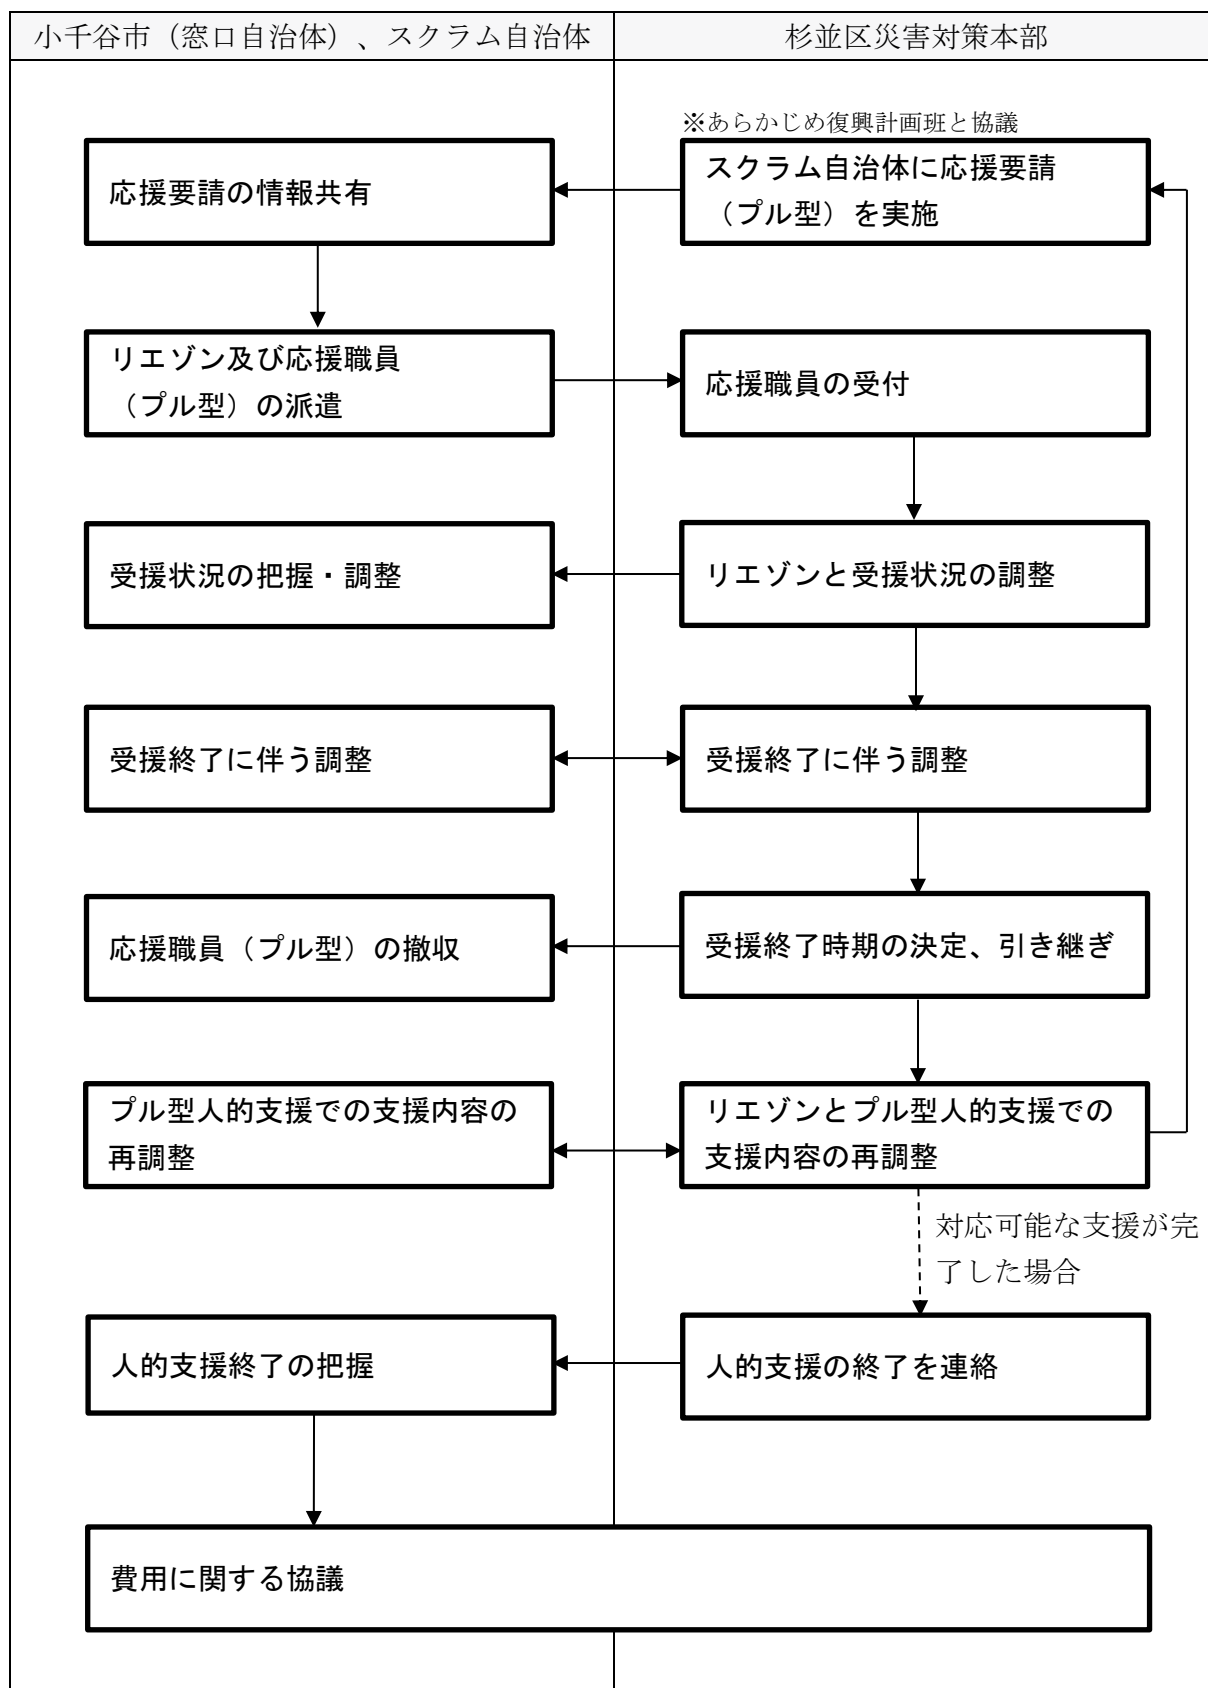 小千谷市（窓口自治体）、スクラム自治体
杉並区災害対策本部
※あらかじめ復興計画班と協議
応援要請の情報共有
スクラム自治体に応援要請
（プル型）を実施
リエゾン及び応援職員
（プル型）の派遣
応援職員の受付
受援状況の把握・調整
リエゾンと受援状況の調整
受援終了に伴う調整
受援終了に伴う調整
応援職員（プル型）の撤収
受援終了時期の決定、引き継ぎ
プル型人的支援での支援内容の
再調整
リエゾンとプル型人的支援での
支援内容の再調整
対応可能な支援が完
了した場合
人的支援終了の把握
人的支援の終了を連絡
費用に関する協議